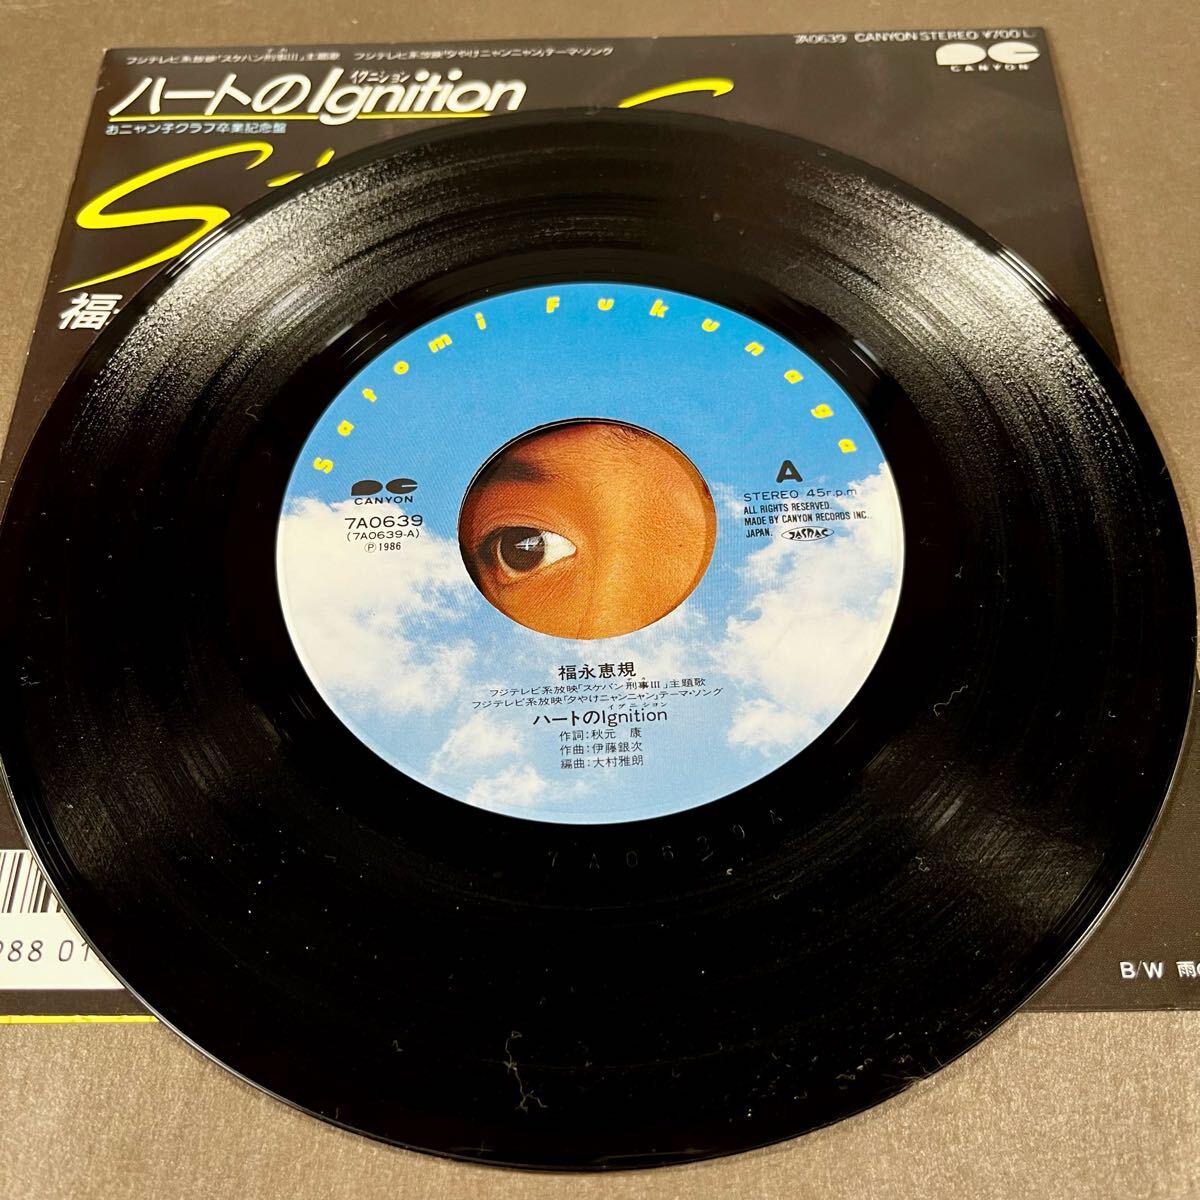 7A0639 CANYON STEREO ¥700
CANYON
フジテレビ系放映「スケバン刑事III」主題歌 フジテレビ系放映「夕やけニャンニャン」テーマ・ソング
イグニション
ハートのIgnition
おニャン子クラブ卒業記念盤
福
Satomi Fukunaga
CANYON
7A0639
(7A0639-A)
Ⓟ1986
A
STEREO 45r.p.m
ALL RIGHTS RESERVED.
MADE BY CANYON RECORDS INC.
JAPAN. JASRAC
福永恵規
フジテレビ系放映「スケバン刑事III」主題歌
フジテレビ系放映「夕やけニャンニャン」テーマ・ソング
イグニション
ハートのIgnition
作詞:秋元 康
作曲:伊藤銀次
編曲:大村雅朗
7A0639A
988 01
B/W 雨の